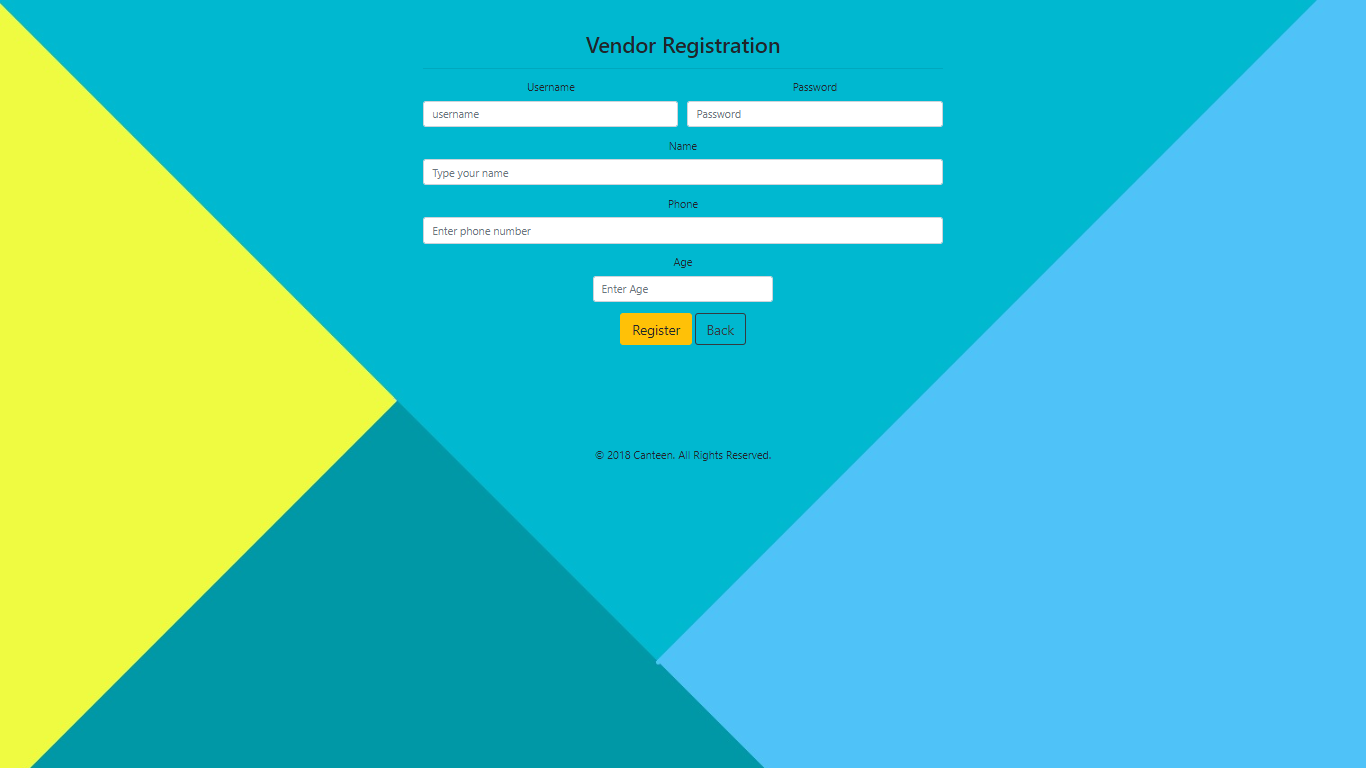 Vendor Registration
Username Password
username Password
Name
Type your name
Phone
Enter phone number
Age
Enter Age
Register Back
© 2018 Canteen. All Rights Reserved.